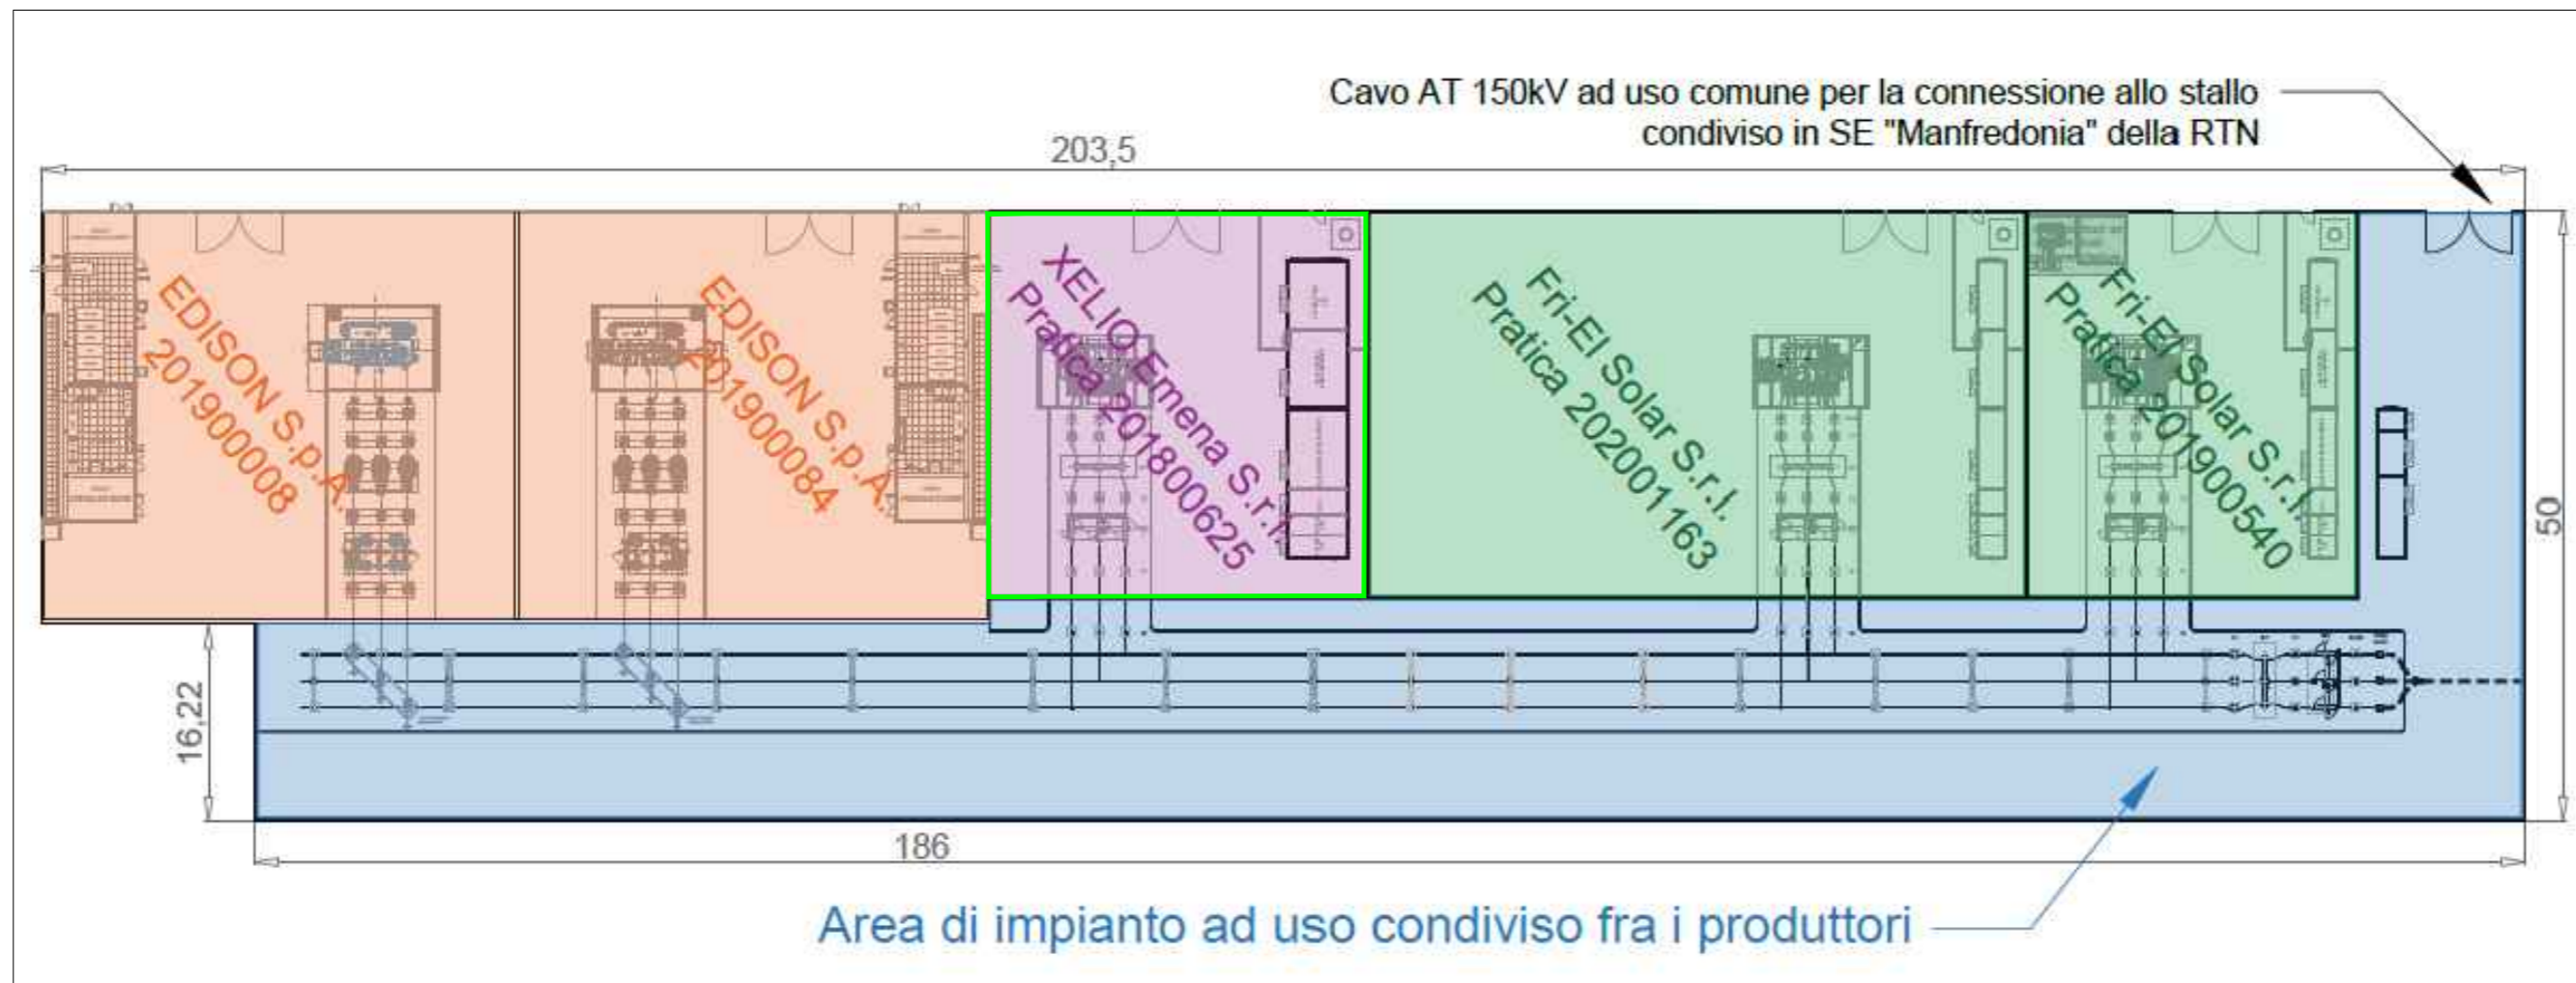 Cavo AT 150kV ad uso comune per la connessione allo stallo
condiviso in SE "Manfredonia" della RTN
203,5
EDISON S.p.A.
201900008
EDISON S.p.A.
201900084
XELIO Emena S.r.l.
Pratica 201800625
Fri-El Solar S.r.l.
Pratica 202001163
Fri-El Solar S.r.l.
Pratica 201900540
50
16,22
186
Area di impianto ad uso condiviso fra i produttori